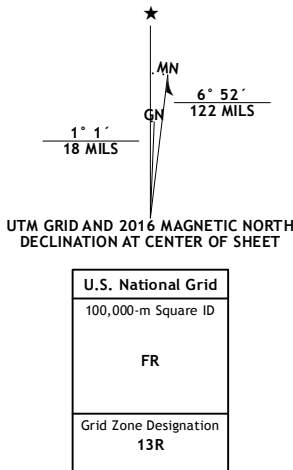 ★
MN
6° 52´
122 MILS
GN
1° 1´
18 MILS
UTM GRID AND 2016 MAGNETIC NORTH
DECLINATION AT CENTER OF SHEET
U.S. National Grid
100,000-m Square ID
FR
Grid Zone Designation
13R